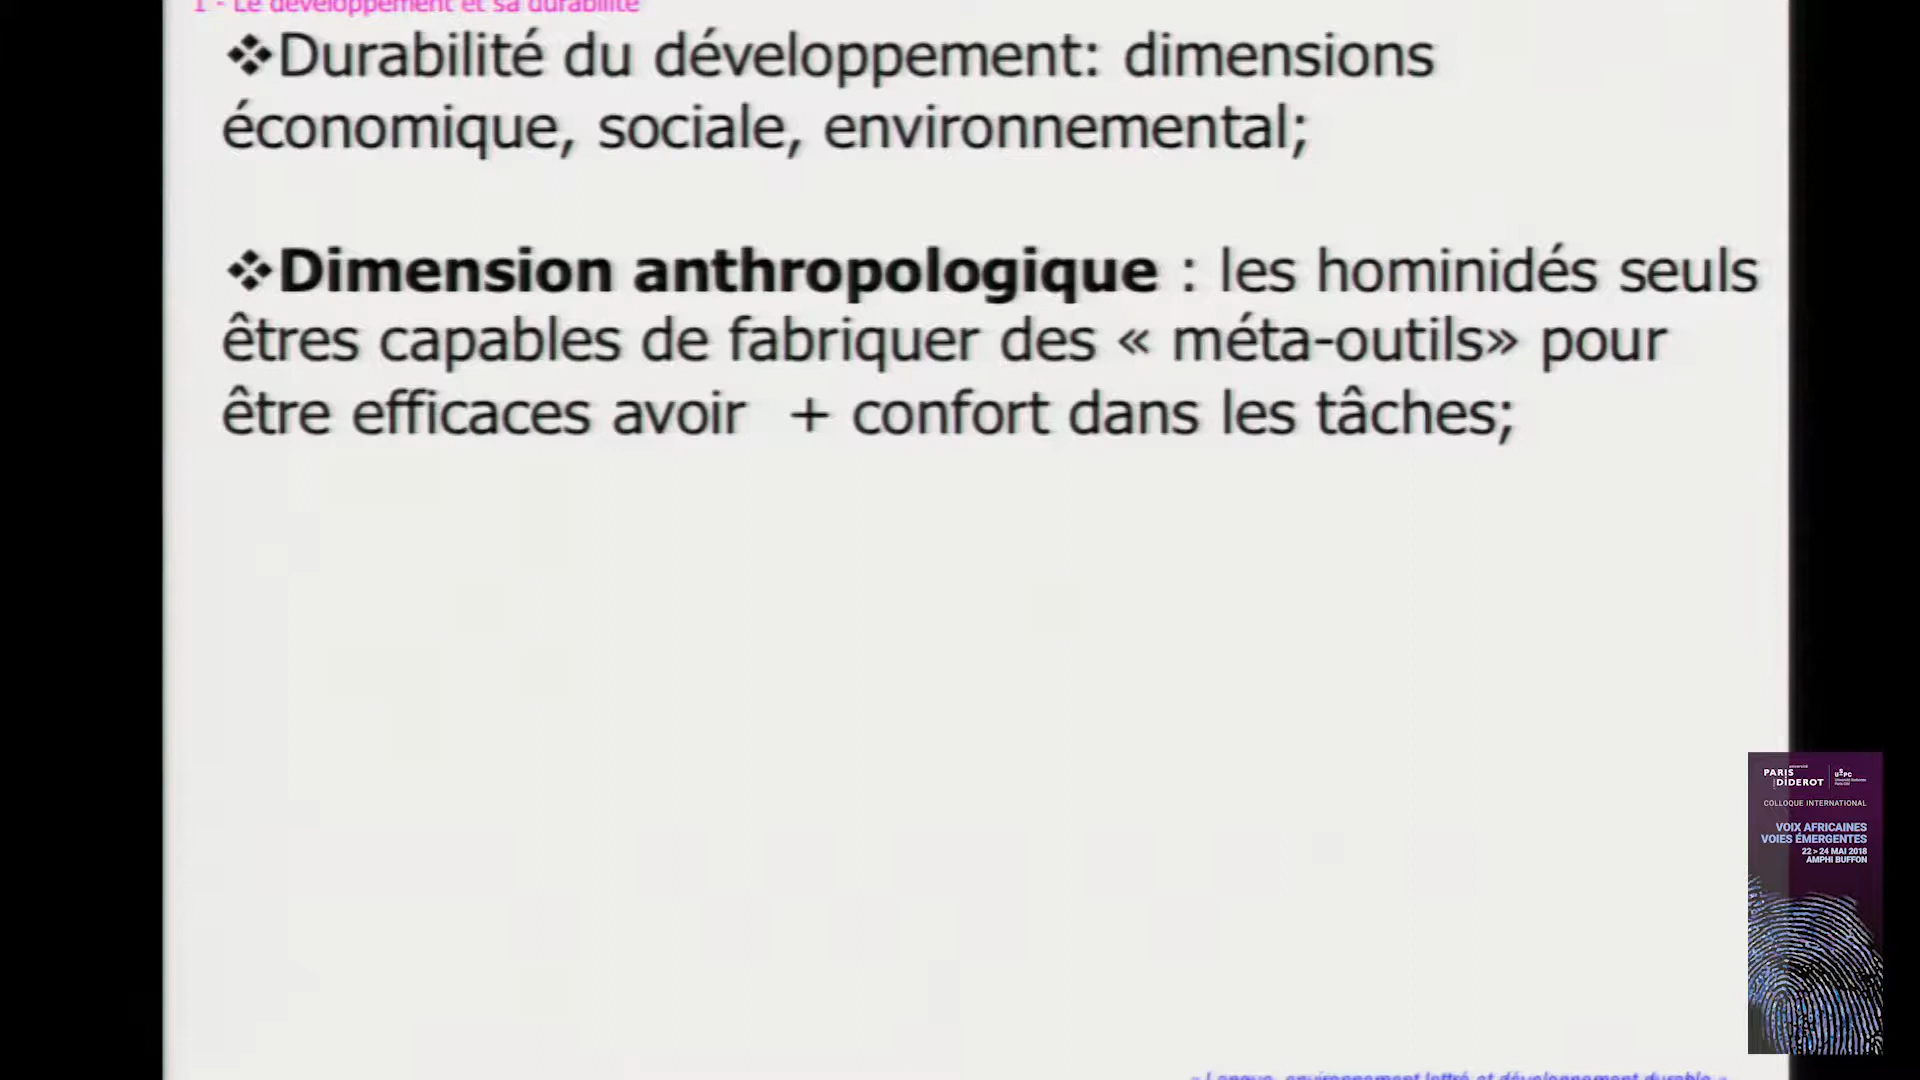 1 - Le développement et sa durabilité
❖Durabilité du développement: dimensions
économique, sociale, environnemental;
❖Dimension anthropologique : les hominidés seuls
êtres capables de fabriquer des « méta-outils» pour
être efficaces avoir + confort dans les tâches;
université
PARIS
DIDEROT
USPC
COLLOQUE INTERNATIONAL
VOIX AFRICAINES
VOIES ÉMERGENTES
22 > 24 MAI 2018
AMPHI BUFFON
« Langue, environnement lettré et développement durable »